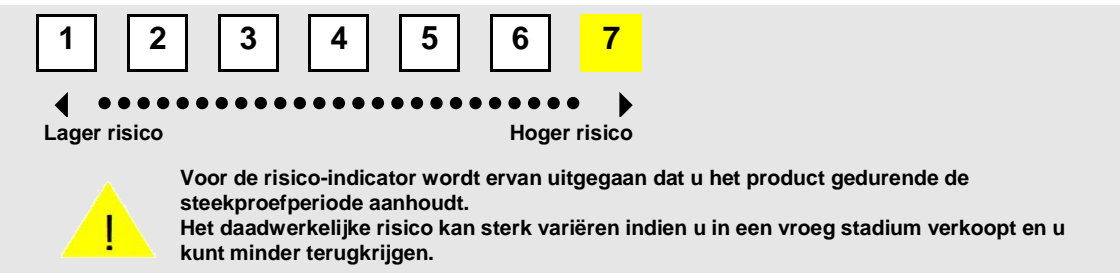 1 2 3 4 5 6 7
Lager risico Hoger risico
Voor de risico-indicator wordt ervan uitgegaan dat u het product gedurende de
steekproefperiode aanhoudt.
Het daadwerkelijke risico kan sterk variëren indien u in een vroeg stadium verkoopt en u
kunt minder terugkrijgen.
!